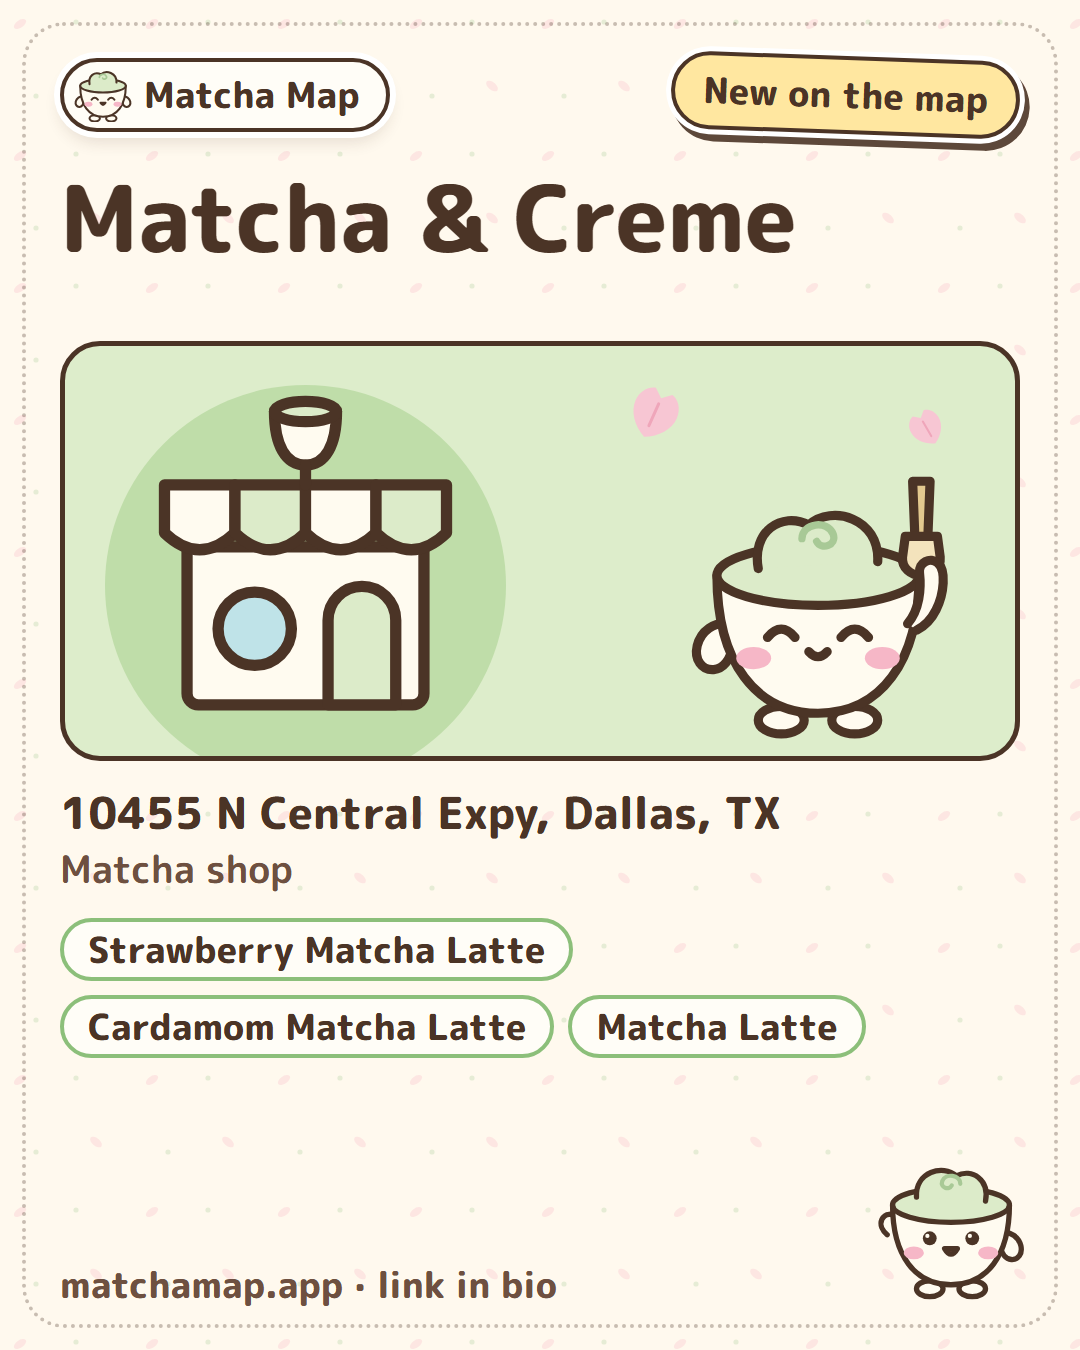 Matcha Map
New on the map
Matcha & Creme
10455 N Central Expy, Dallas, TX
Matcha shop
Strawberry Matcha Latte
Cardamom Matcha Latte
Matcha Latte
matchamap.app · link in bio